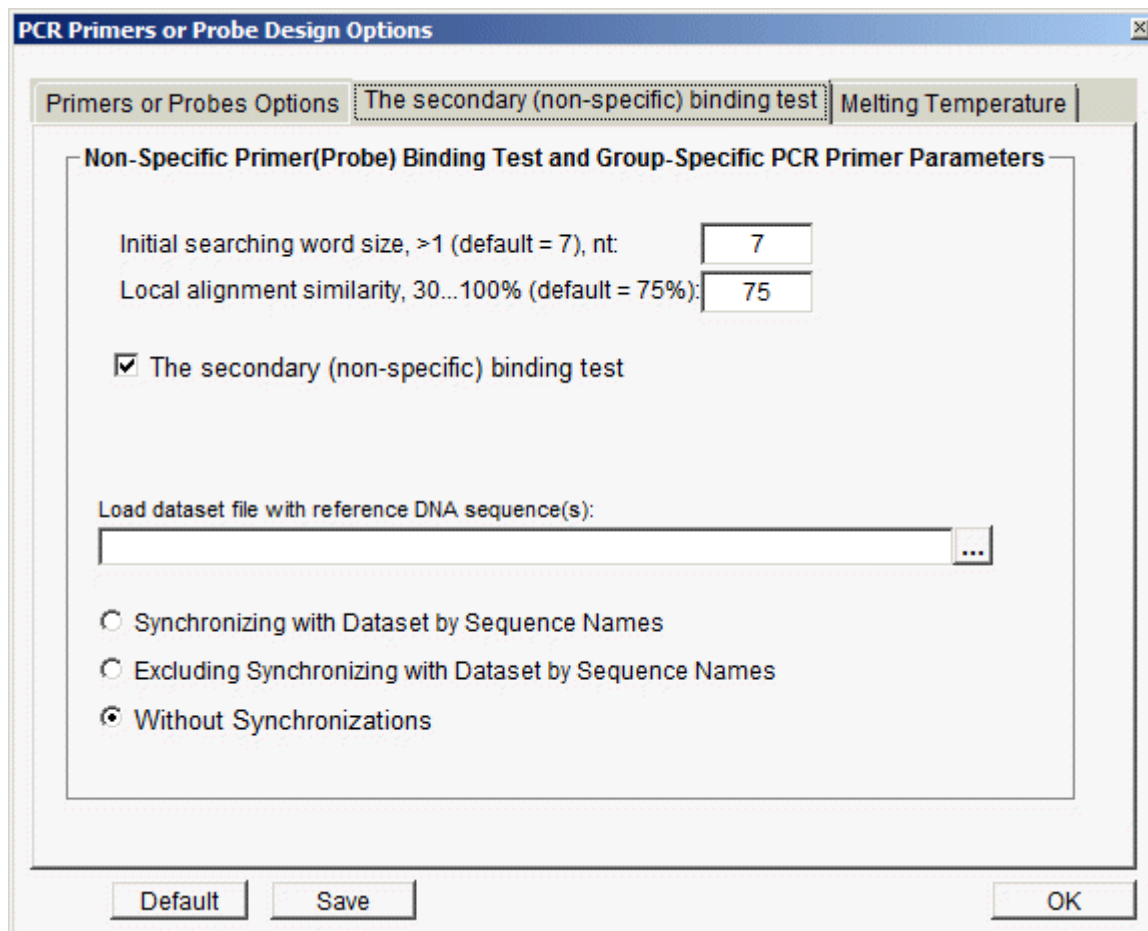 PCR Primers or Probe Design Options
Primers or Probes Options
The secondary (non-specific) binding test
Melting Temperature
Non-Specific Primer(Probe) Binding Test and Group-Specific PCR Primer Parameters
Initial searching word size, >1 (default = 7), nt: 7
Local alignment similarity, 30...100% (default = 75%): 75
The secondary (non-specific) binding test
Load dataset file with reference DNA sequence(s):
...
Synchronizing with Dataset by Sequence Names
Excluding Synchronizing with Dataset by Sequence Names
Without Synchronizations
Default
Save
OK